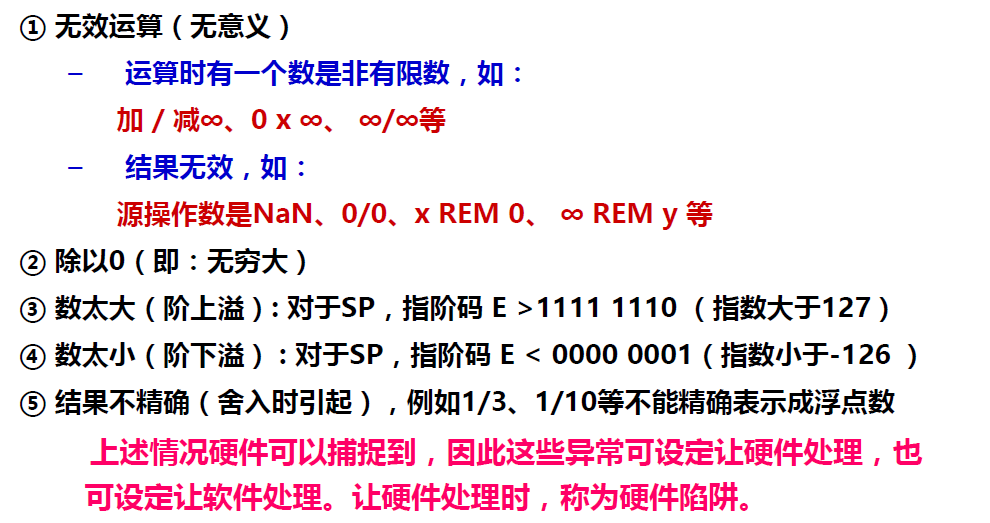 ① 无效运算（无意义）
– 运算时有一个数是非有限数，如：
加 / 减∞、0 x ∞、 ∞/∞等
– 结果无效，如：
源操作数是NaN、0/0、x REM 0、 ∞ REM y 等
② 除以0（即：无穷大）
③ 数太大（阶上溢）: 对于SP，指阶码 E >1111 1110 （指数大于127）
④ 数太小（阶下溢） : 对于SP，指阶码 E < 0000 0001（指数小于-126 ）
⑤ 结果不精确（舍入时引起），例如1/3、1/10等不能精确表示成浮点数
上述情况硬件可以捕捉到，因此这些异常可设定让硬件处理，也
可设定让软件处理。让硬件处理时，称为硬件陷阱。